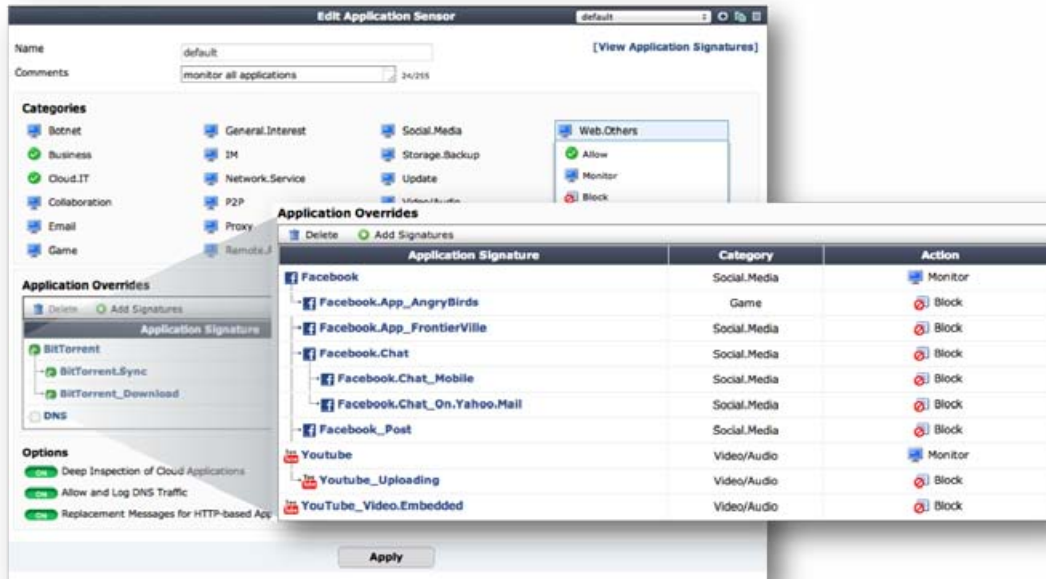 Edit Application Sensor
default
Name
default
[View Application Signatures]
Comments
monitor all applications
24/255
Categories
Botnet General.Interest Social.Media Web.Others
Business IM Storage.Backup Allow
Cloud.IT Network.Service Update Monitor
Collaboration P2P Video/Audio Block
Email Proxy
Game
Application Overrides
Delete Add Signatures
Application Signature
BitTorrent
BitTorrent.Sync
BitTorrent_Download
DNS
Options
ON Deep Inspection of Cloud Applications
ON Allow and Log DNS Traffic
ON Replacement Messages for HTTP-based
Apply
Application Overrides
Delete Add Signatures
Application Signature Category Action
Facebook Social.Media Monitor
Facebook.App_AngryBirds Game Block
Facebook.App_FrontierVille Social.Media Block
Facebook.Chat Social.Media Block
Facebook.Chat_Mobile Social.Media Block
Facebook.Chat_On.Yahoo.Mail Social.Media Block
Facebook_Post Social.Media Block
Youtube Video/Audio Monitor
Youtube_Uploading Video/Audio Block
YouTube_Video.Embedded Video/Audio Block